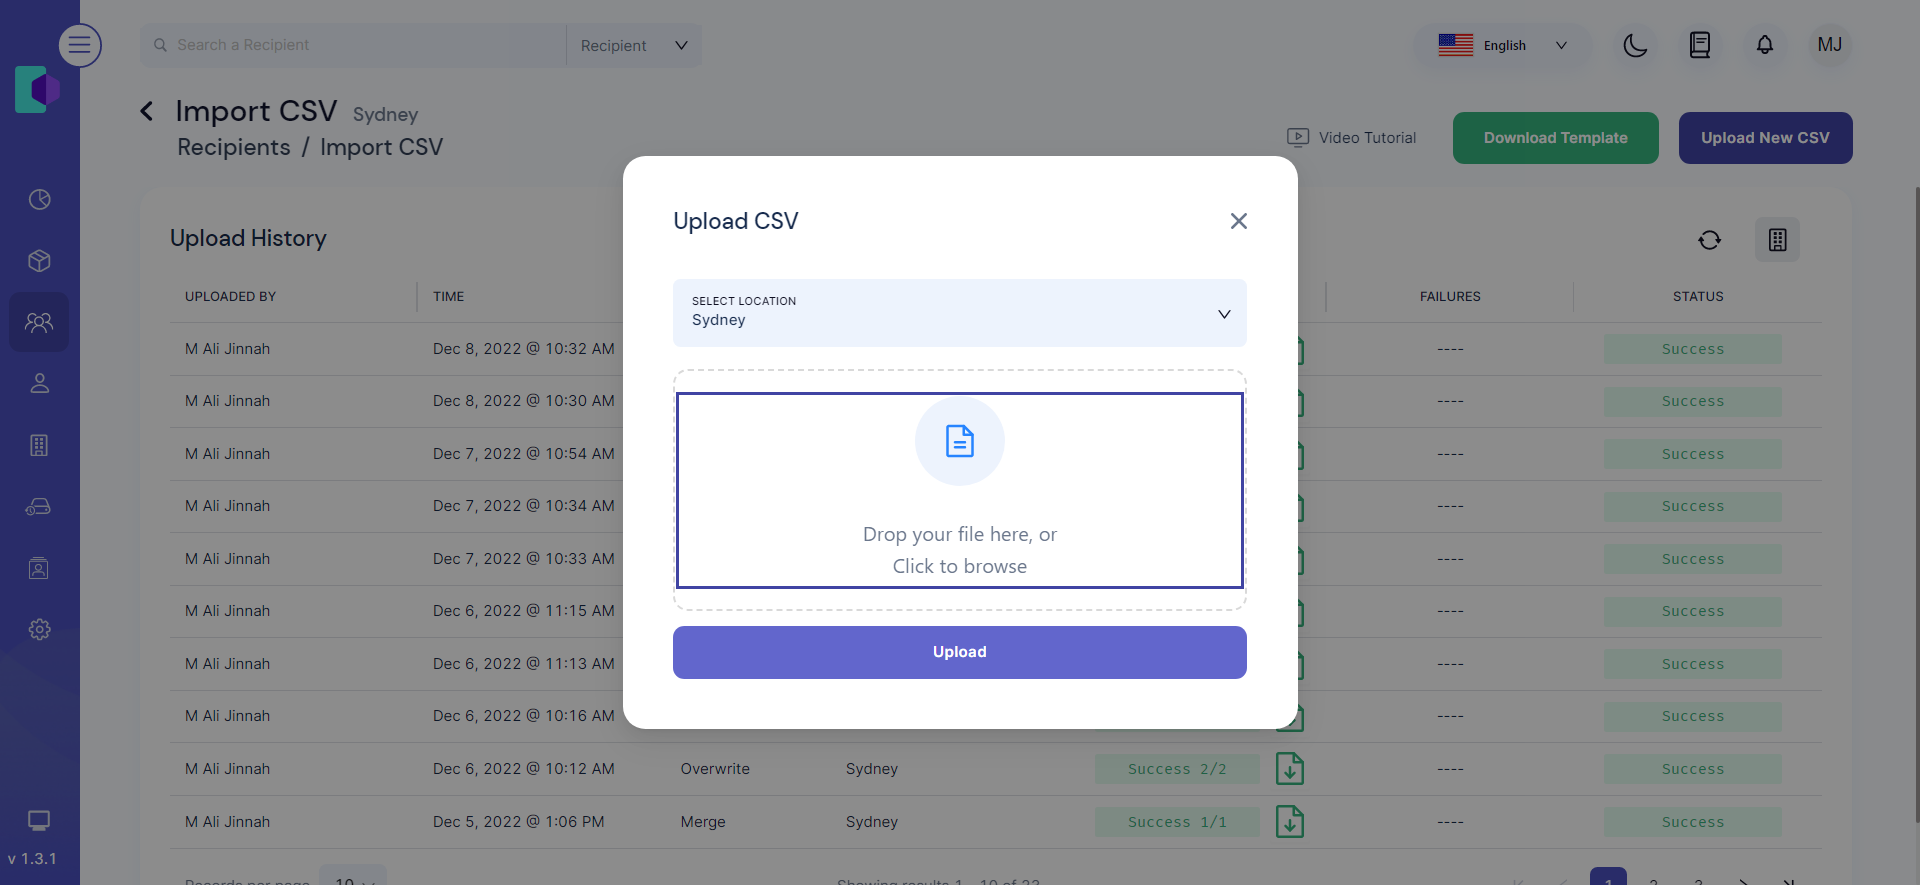 Search a Recipient
Recipient
English
MJ
Import CSV Sydney
Recipients / Import CSV
Video Tutorial
Download Template
Upload New CSV
Upload History
UPLOADED BY TIME FAILURES STATUS
M Ali Jinnah Dec 8, 2022 @ 10:32 AM ---- Success
M Ali Jinnah Dec 8, 2022 @ 10:30 AM ---- Success
M Ali Jinnah Dec 7, 2022 @ 10:54 AM ---- Success
M Ali Jinnah Dec 7, 2022 @ 10:34 AM ---- Success
M Ali Jinnah Dec 7, 2022 @ 10:33 AM ---- Success
M Ali Jinnah Dec 6, 2022 @ 11:15 AM ---- Success
M Ali Jinnah Dec 6, 2022 @ 11:13 AM ---- Success
M Ali Jinnah Dec 6, 2022 @ 10:16 AM ---- Success
M Ali Jinnah Dec 6, 2022 @ 10:12 AM Overwrite Sydney Success 2/2 ---- Success
M Ali Jinnah Dec 5, 2022 @ 1:06 PM Merge Sydney Success 1/1 ---- Success
Records per page 10
Showing results 1 - 10 of 23
1 2 3
Upload CSV
SELECT LOCATION
Sydney
Drop your file here, or
Click to browse
Upload
v 1.3.1